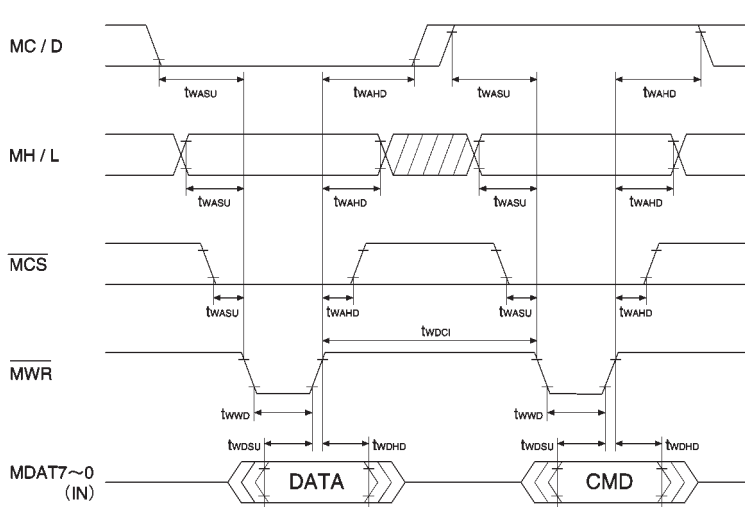 MC / D
tWASU tWAHD tWASU tWAHD
MH / L
tWASU tWAHD tWASU tWAHD
MCS
tWASU tWAHD tWASU tWAHD
tWDCI
MWR
tWWD tWWD
tWDSU tWDHD tWDSU tWDHD
MDAT7~0
(IN)
DATA CMD